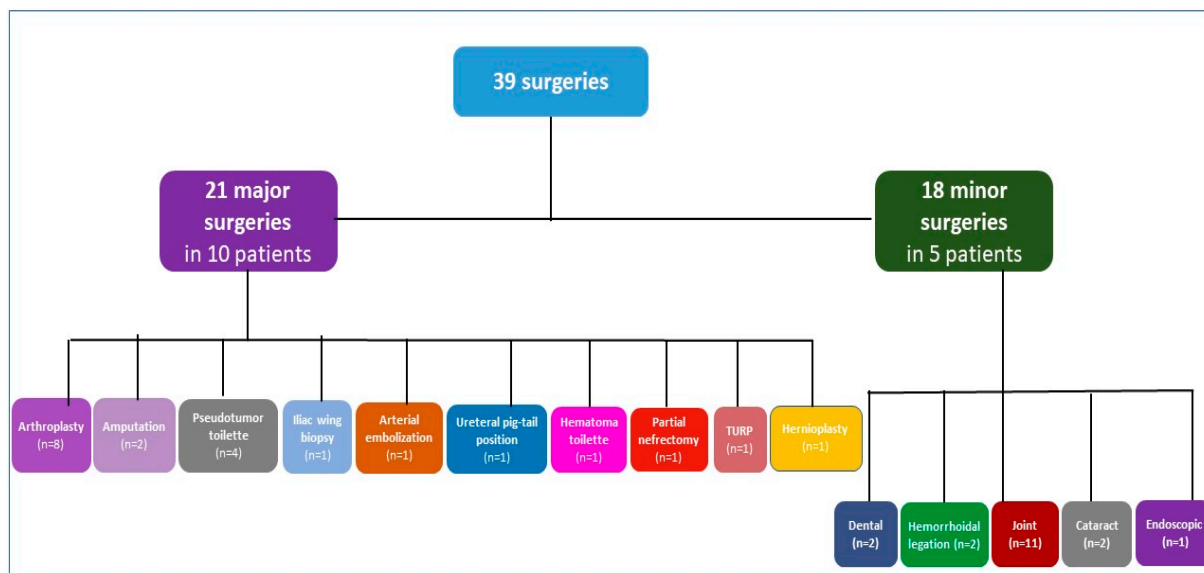 39 surgeries
21 major
surgeries
in 10 patients
18 minor
surgeries
in 5 patients
Arthroplasty
(n=8)
Amputation
(n=2)
Pseudotumor
toilette
(n=4)
Iliac wing
biopsy
(n=1)
Arterial
embolization
(n=1)
Ureteral pig-tail
position
(n=1)
Hematoma
toilette
(n=1)
Partial
nefrectomy
(n=1)
TURP
(n=1)
Hernioplasty
(n=1)
Dental
(n=2)
Hemorrhoidal
legation (n=2)
Joint
(n=11)
Cataract
(n=2)
Endoscopic
(n=1)